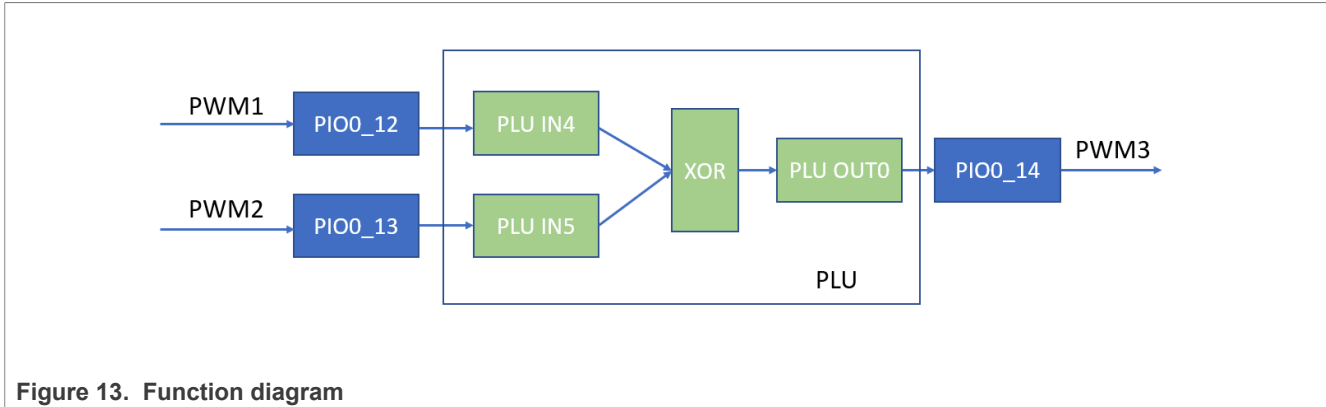 PWM1
PIO0_12
PLU IN4
XOR
PLU OUT0
PIO0_14
PWM3
PWM2
PIO0_13
PLU IN5
PLU
Figure 13. Function diagram